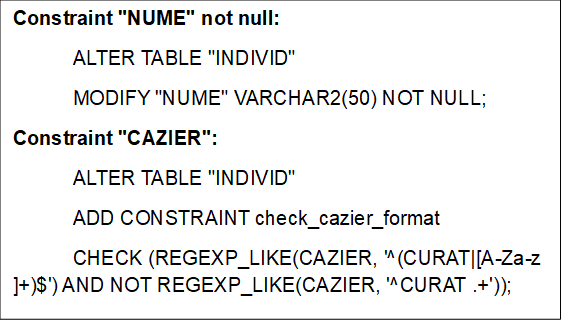 Constraint "NUME" not null:
ALTER TABLE "INDIVID"
MODIFY "NUME" VARCHAR2(50) NOT NULL;
Constraint "CAZIER":
ALTER TABLE "INDIVID"
ADD CONSTRAINT check_cazier_format
CHECK (REGEXP_LIKE(CAZIER, '^(CURAT|[A-Za-z
]+)$') AND NOT REGEXP_LIKE(CAZIER, '^CURAT .+'));